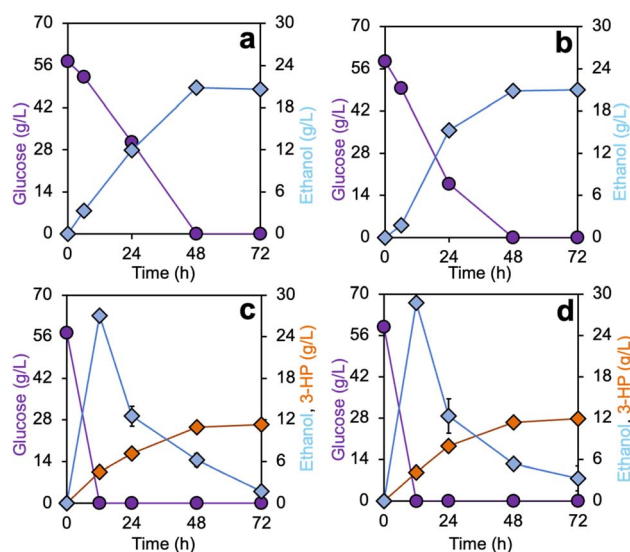 a
70
56
42
28
14
0
Glucose (g/L)
30
24
18
12
6
0
Ethanol (g/L)
0 24 48 72
Time (h)
b
70
56
42
28
14
0
Glucose (g/L)
30
24
18
12
6
0
Ethanol (g/L)
0 24 48 72
Time (h)
c
70
56
42
28
14
0
Glucose (g/L)
30
24
18
12
6
0
Ethanol, 3-HP (g/L)
0 24 48 72
Time (h)
d
70
56
42
28
14
0
Glucose (g/L)
30
24
18
12
6
0
Ethanol, 3-HP (g/L)
0 24 48 72
Time (h)